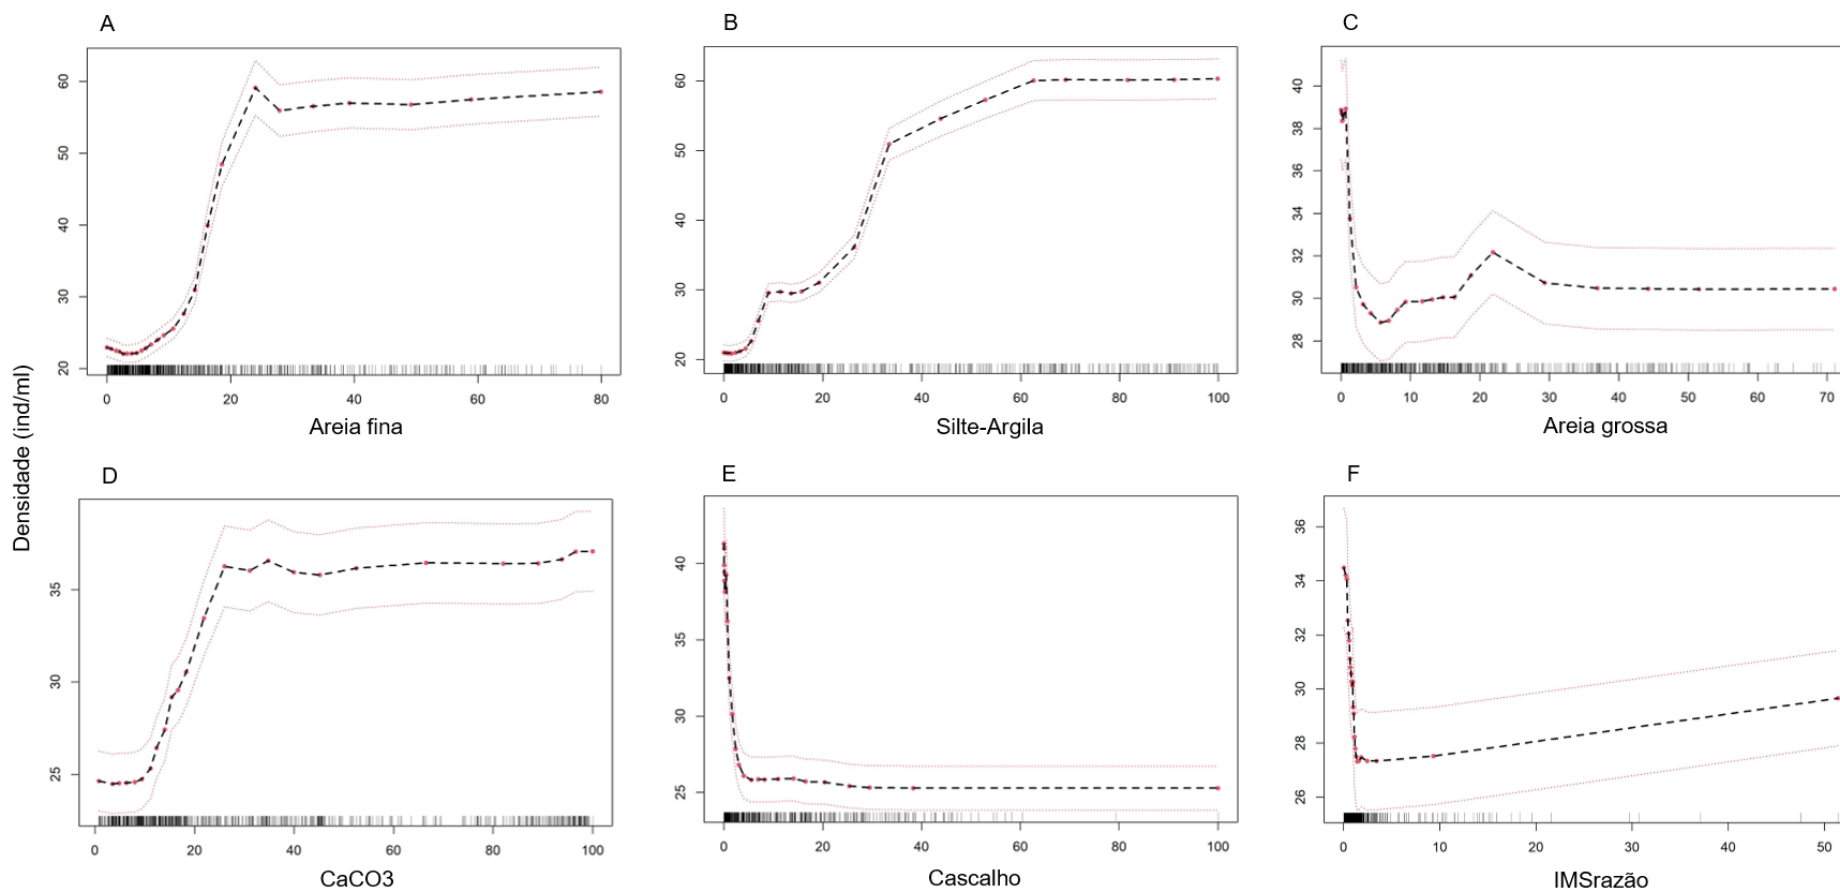 A
B
C
60
50
40
30
20
0 20 40 60 80
Areia fina
60
50
40
30
20
0 20 40 60 80 100
Silte-Argila
40
38
36
34
32
30
28
0 10 20 30 40 50 60 70
Areia grossa
Densidade (ind/ml)
D
E
F
35
30
25
0 20 40 60 80 100
CaCO3
40
35
30
25
0 20 40 60 80 100
Cascalho
36
34
32
30
28
26
0 10 20 30 40 50
IMSrazão